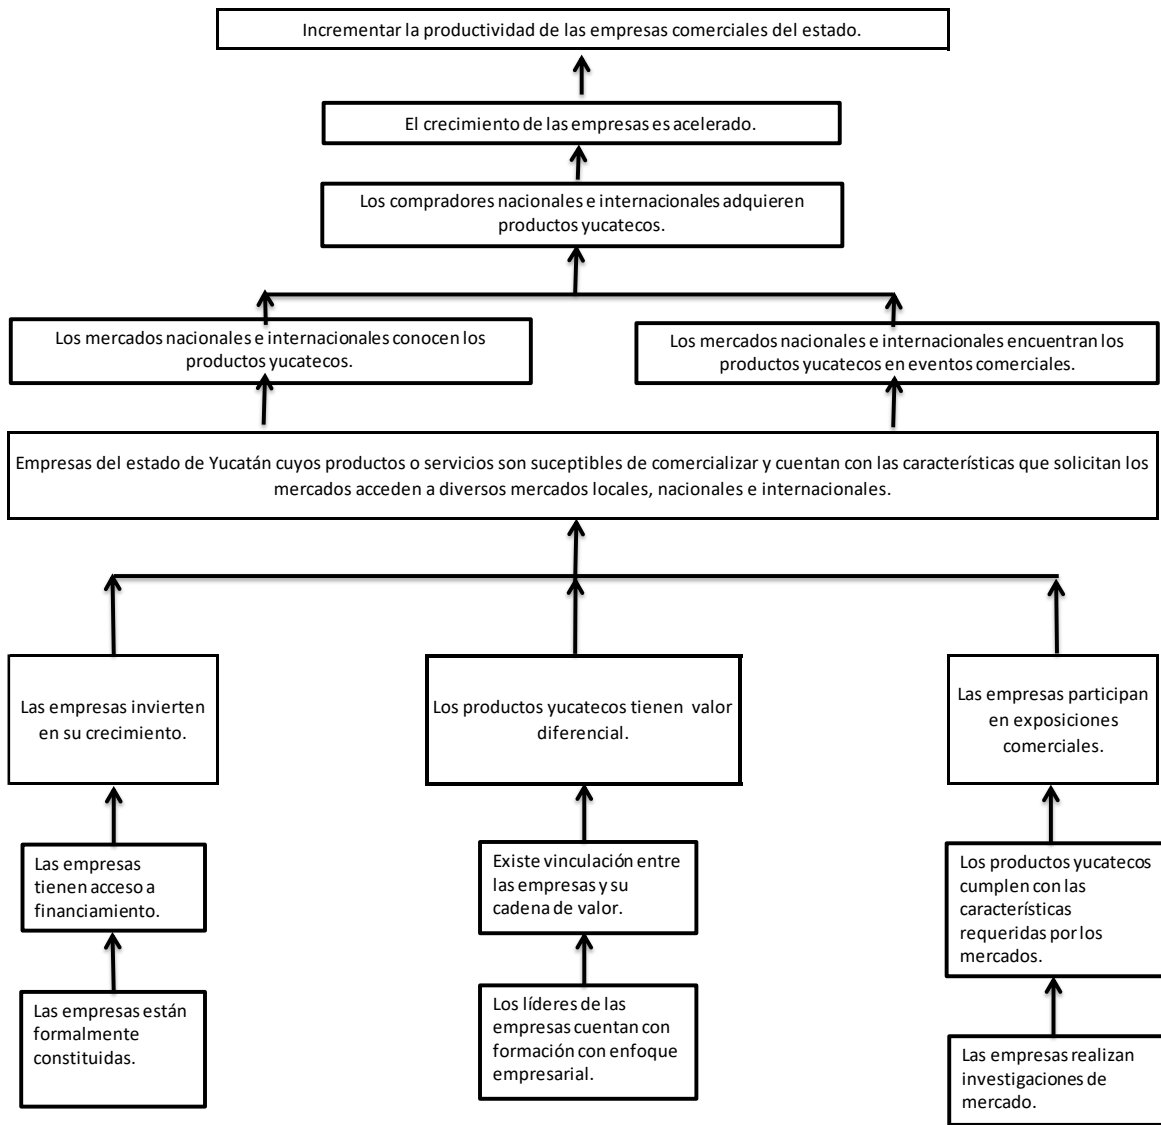 Incrementar la productividad de las empresas comerciales del estado.
El crecimiento de las empresas es acelerado.
Los compradores nacionales e internacionales adquieren
productos yucatecos.
Los mercados nacionales e internacionales conocen los
productos yucatecos.
Los mercados nacionales e internacionales encuentran los
productos yucatecos en eventos comerciales.
Empresas del estado de Yucatán cuyos productos o servicios son suceptibles de comercializar y cuentan con las características que solicitan los
mercados acceden a diversos mercados locales, nacionales e internacionales.
Las empresas invierten
en su crecimiento.
Los productos yucatecos tienen valor
diferencial.
Las empresas participan
en exposiciones
comerciales.
Las empresas
tienen acceso a
financiamiento.
Existe vinculación entre
las empresas y su
cadena de valor.
Los productos yucatecos
cumplen con las
características
requeridas por los
mercados.
Las empresas están
formalmente
constituidas.
Los líderes de las
empresas cuentan con
formación con enfoque
empresarial.
Las empresas realizan
investigaciones de
mercado.